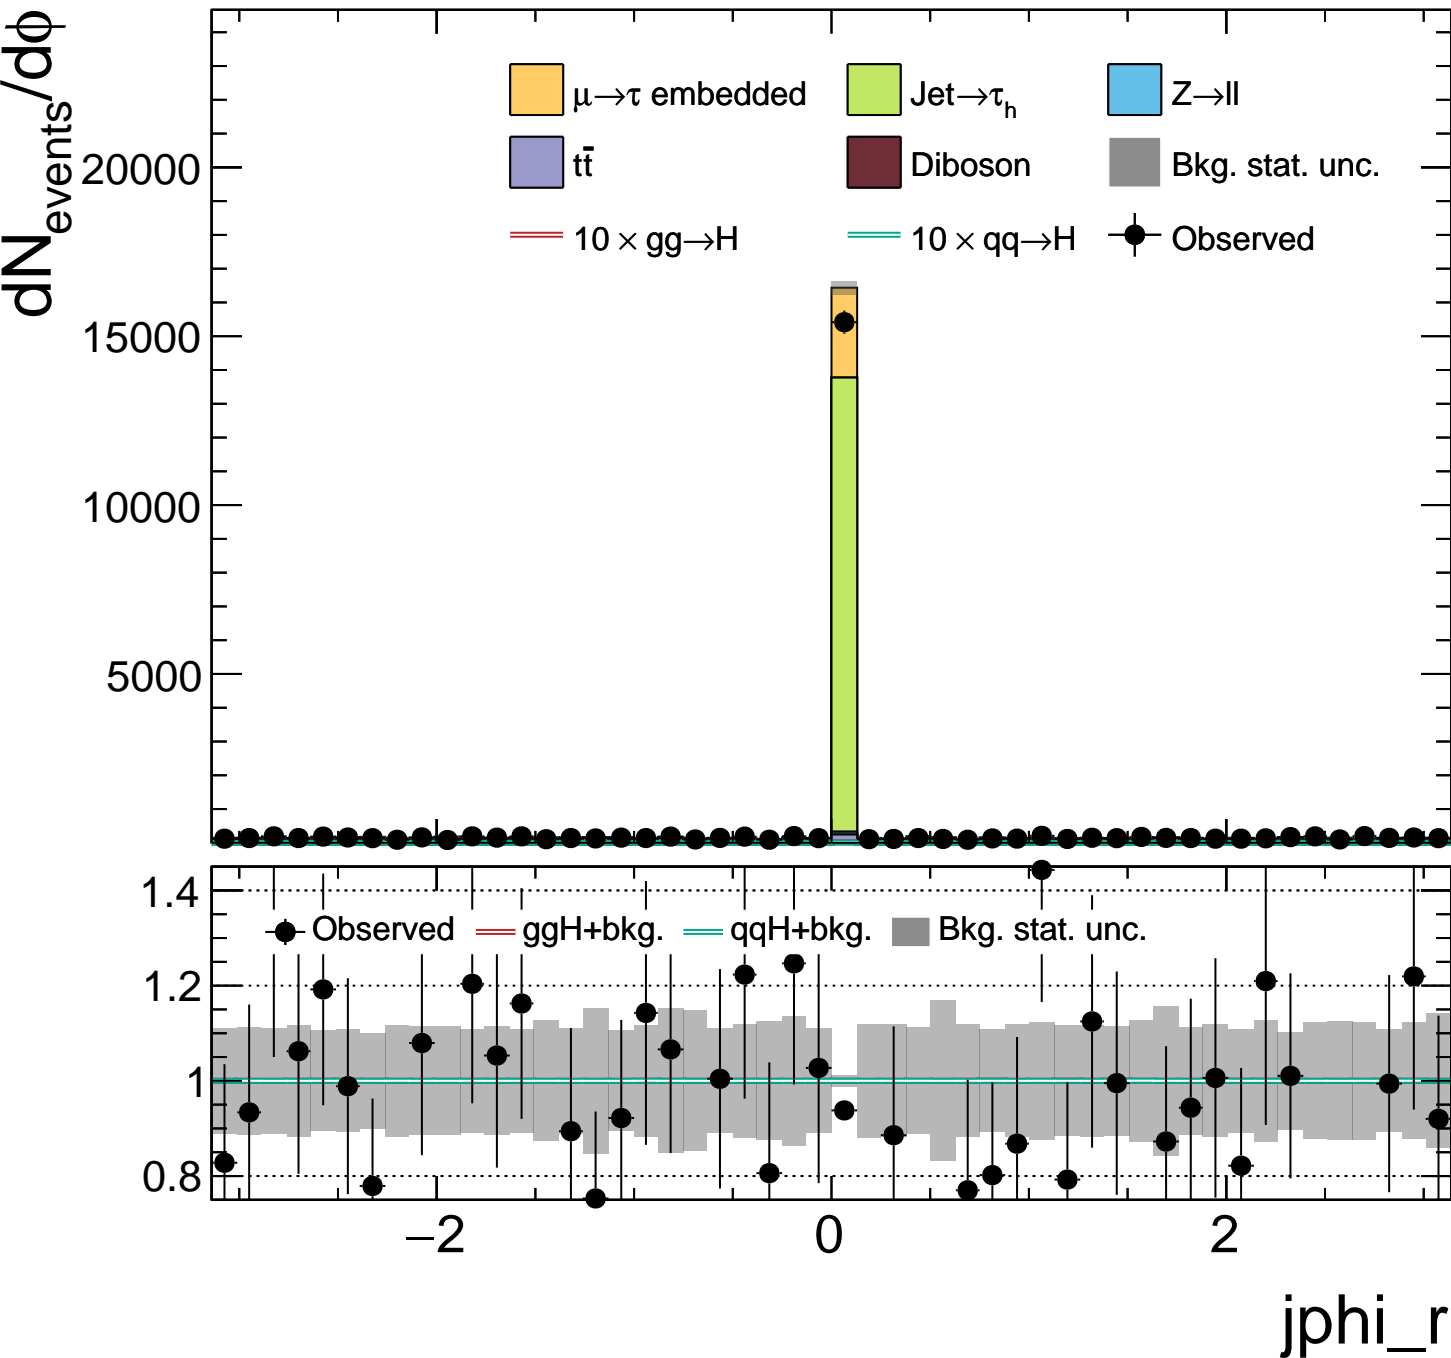 dN_events/dϕ
μ→τ embedded Jet→τ_h Z→ll
tt̄ Diboson Bkg. stat. unc.
10 × gg→H 10 × qq→H Observed
20000
15000
10000
5000
1.4
Observed ggH+bkg. qqH+bkg. Bkg. stat. unc.
1.2
1
0.8
−2 0 2
jphi_r